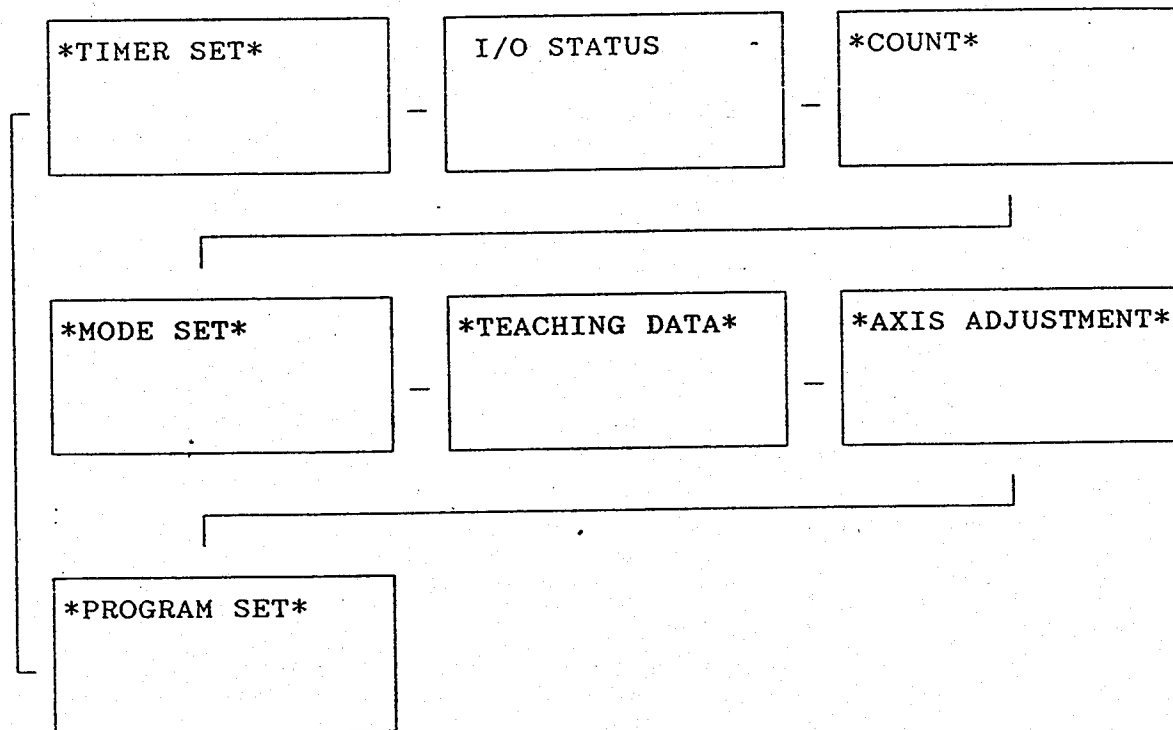 *TIMER SET*
I/O STATUS
*COUNT*
*MODE SET*
*TEACHING DATA*
*AXIS ADJUSTMENT*
*PROGRAM SET*